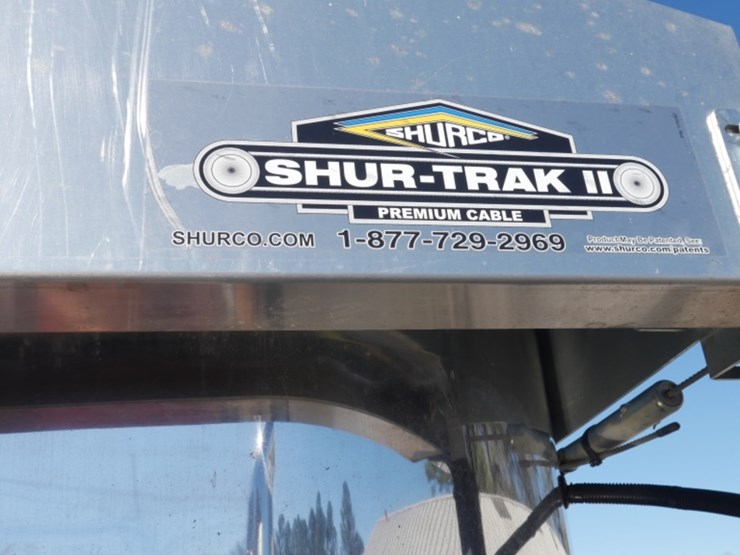 SHURCO®
SHUR-TRAK II
PREMIUM CABLE
SHURCO.COM 1-877-729-2969
Product May Be Patented, See:
www.shurco.com/patents